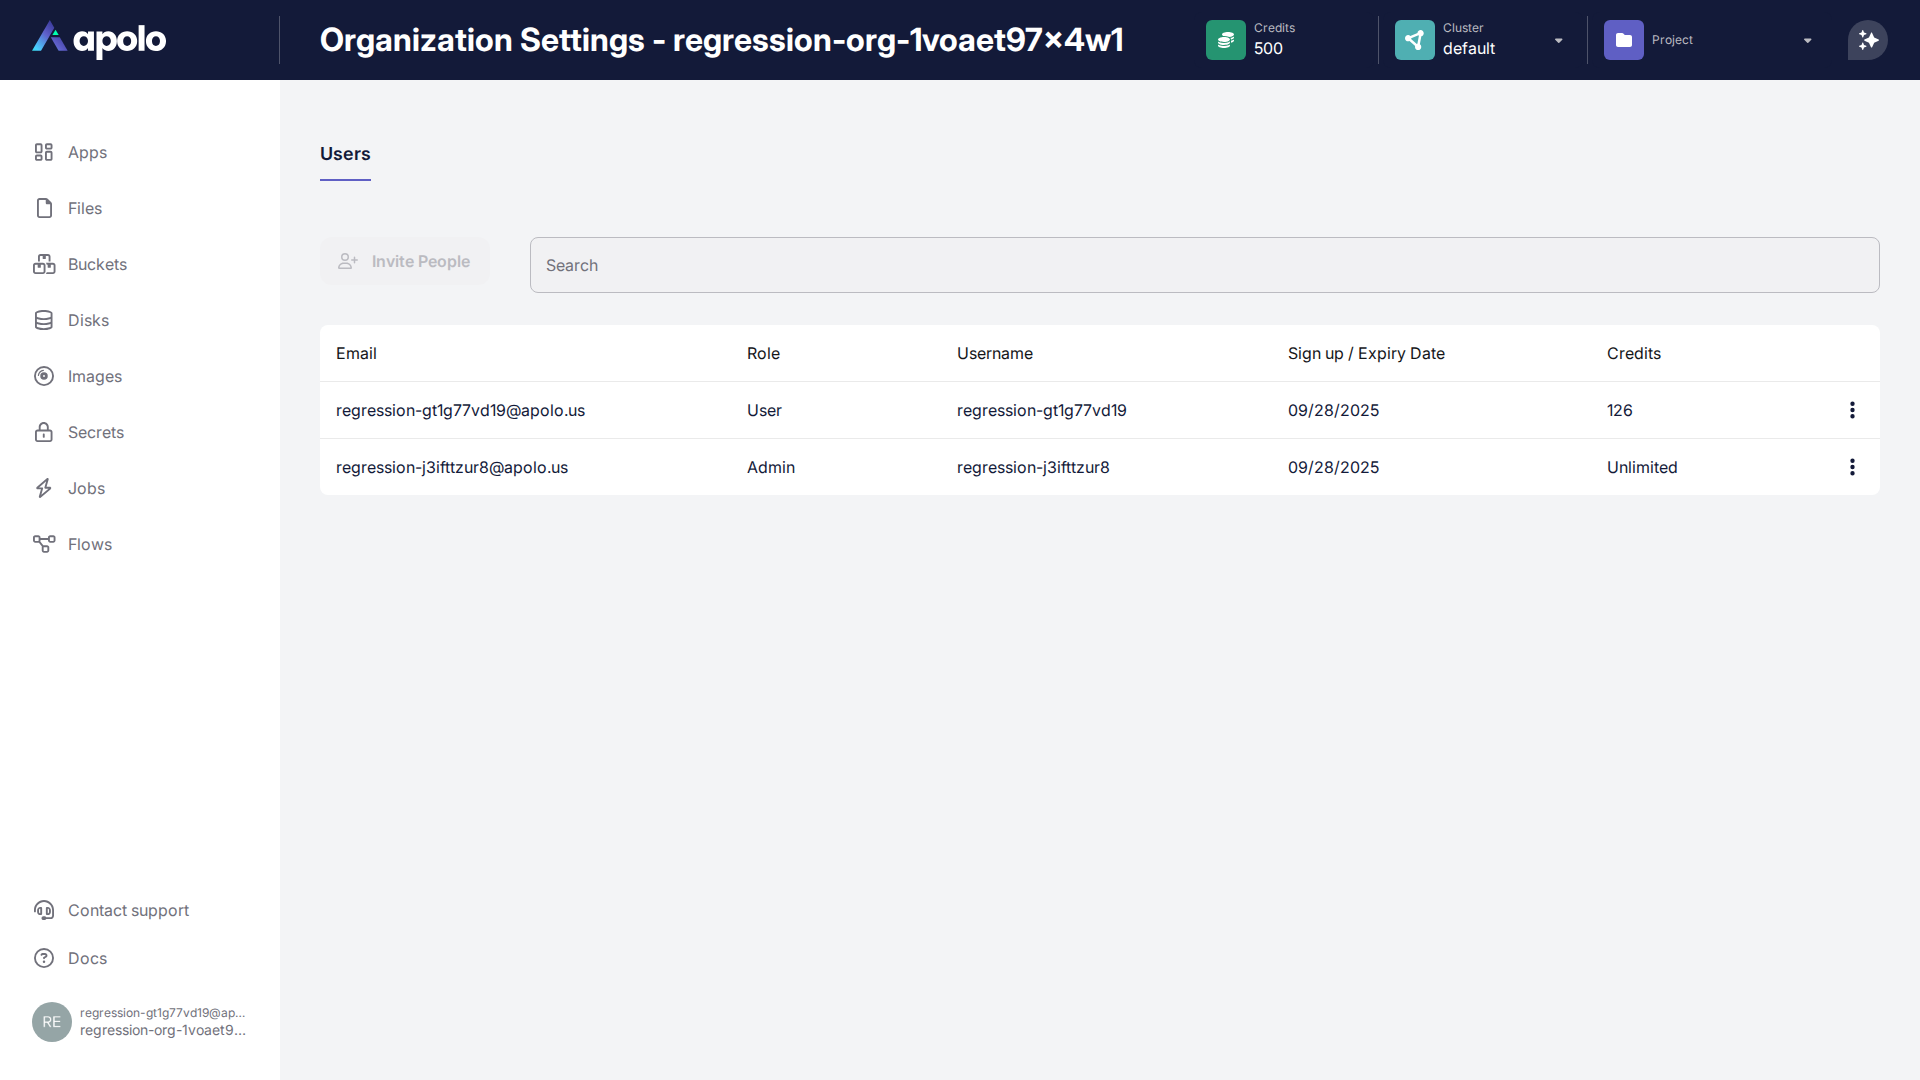 apolo
Organization Settings - regression-org-1voaet97x4w1
Credits
500
Cluster
default
Project
Apps
Files
Buckets
Disks
Images
Secrets
Jobs
Flows
Users
Invite People
Search
Email Role Username Sign up / Expiry Date Credits
regression-gt1g77vd19@apolo.us User regression-gt1g77vd19 09/28/2025 126
regression-j3ifttzur8@apolo.us Admin regression-j3ifttzur8 09/28/2025 Unlimited
Contact support
Docs
RE
regression-gt1g77vd19@ap...
regression-org-1voaet9...